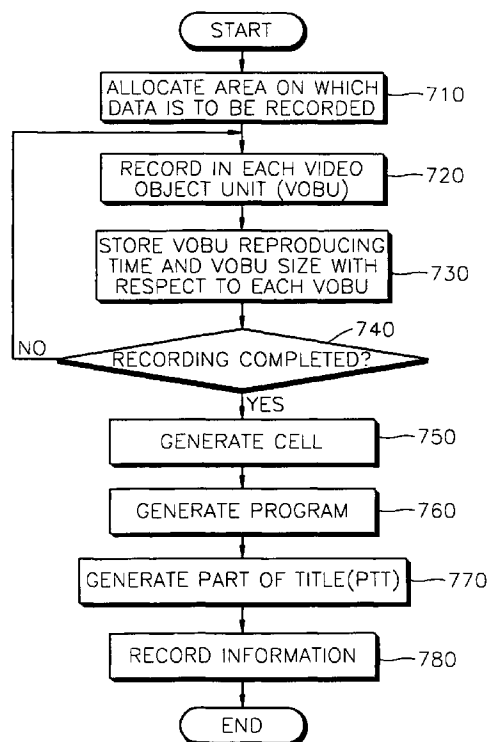 START
ALLOCATE AREA ON WHICH
DATA IS TO BE RECORDED
710
RECORD IN EACH VIDEO
OBJECT UNIT (VOBU)
720
STORE VOBU REPRODUCING
TIME AND VOBU SIZE WITH
RESPECT TO EACH VOBU
730
740
NO
RECORDING COMPLETED?
YES
GENERATE CELL
750
GENERATE PROGRAM
760
GENERATE PART OF TITLE(PTT)
770
RECORD INFORMATION
780
END